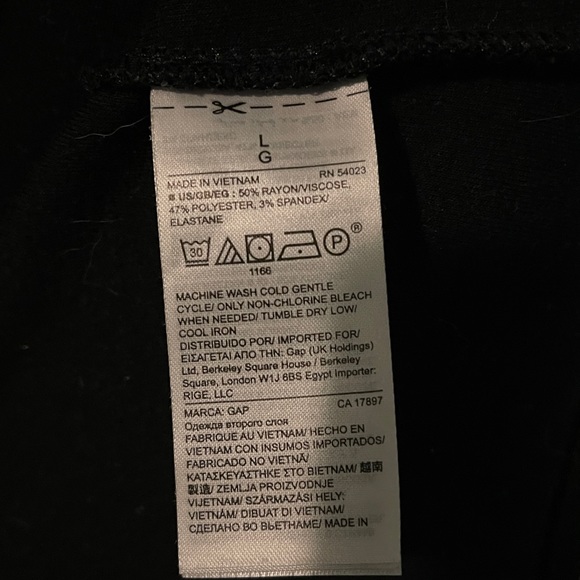 L
G
MADE IN VIETNAM RN 54023
US/GB/EG : 50% RAYON/VISCOSE,
47% POLYESTER, 3% SPANDEX/
ELASTANE
30 P ®
1166
MACHINE WASH COLD GENTLE
CYCLE/ ONLY NON-CHLORINE BLEACH
WHEN NEEDED/ TUMBLE DRY LOW/
COOL IRON
DISTRIBUIDO POR/ IMPORTED FOR/
ΕΙΣΑΓΕΤΑΙ ΑΠΟ ΤΗΝ: Gap (UK Holdings)
Ltd, Berkeley Square House / Berkeley
Square, London W1J 6BS Egypt Importer:
RIGE, LLC
MARCA: GAP CA 17897
Одежда второго слоя
FABRIQUE AU VIETNAM/ HECHO EN
VIETNAM CON INSUMOS IMPORTADOS/
FABRICADO NO VIETNÃ/
ΚΑΤΑΣΚΕΥΑΣΤΗΚΕ ΣΤΟ ΒΙΕΤΝΑΜ/ 越南
製造/ ZEMLJA PROIZVODNJE
VIJETNAM/ SZÁRMAZÁSI HELY:
VIETNÁM/ DIBUAT DI VIETNAM/
СДЕЛАНО ВО ВЬЕТНАМЕ/ MADE IN